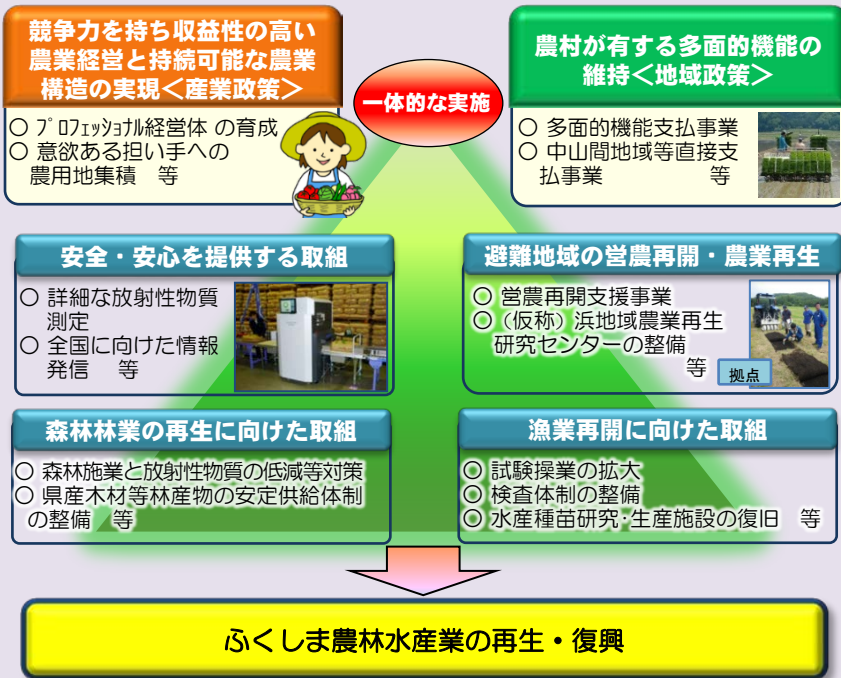 競争力を持ち収益性の高い
農業経営と持続可能な農業
構造の実現＜産業政策＞
○ ﾌﾟﾛﾌｪｯｼｮﾅﾙ経営体 の育成
○ 意欲ある担い手への
農用地集積　等
一体的な実施
農村が有する多面的機能の
維持＜地域政策＞
○ 多面的機能支払事業
○ 中山間地域等直接支
払事業　　　　　等
安全・安心を提供する取組
○ 詳細な放射性物質
測定
○ 全国に向けた情報
発信　等
避難地域の営農再開・農業再生
○ 営農再開支援事業
○ (仮称) 浜地域農業再生
研究センターの整備
等
拠点
森林林業の再生に向けた取組
○ 森林施業と放射性物質の低減等対策
○ 県産木材等林産物の安定供給体制
の整備　等
漁業再開に向けた取組
○ 試験操業の拡大
○ 検査体制の整備
○ 水産種苗研究･生産施設の復旧　等
ふくしま農林水産業の再生・復興